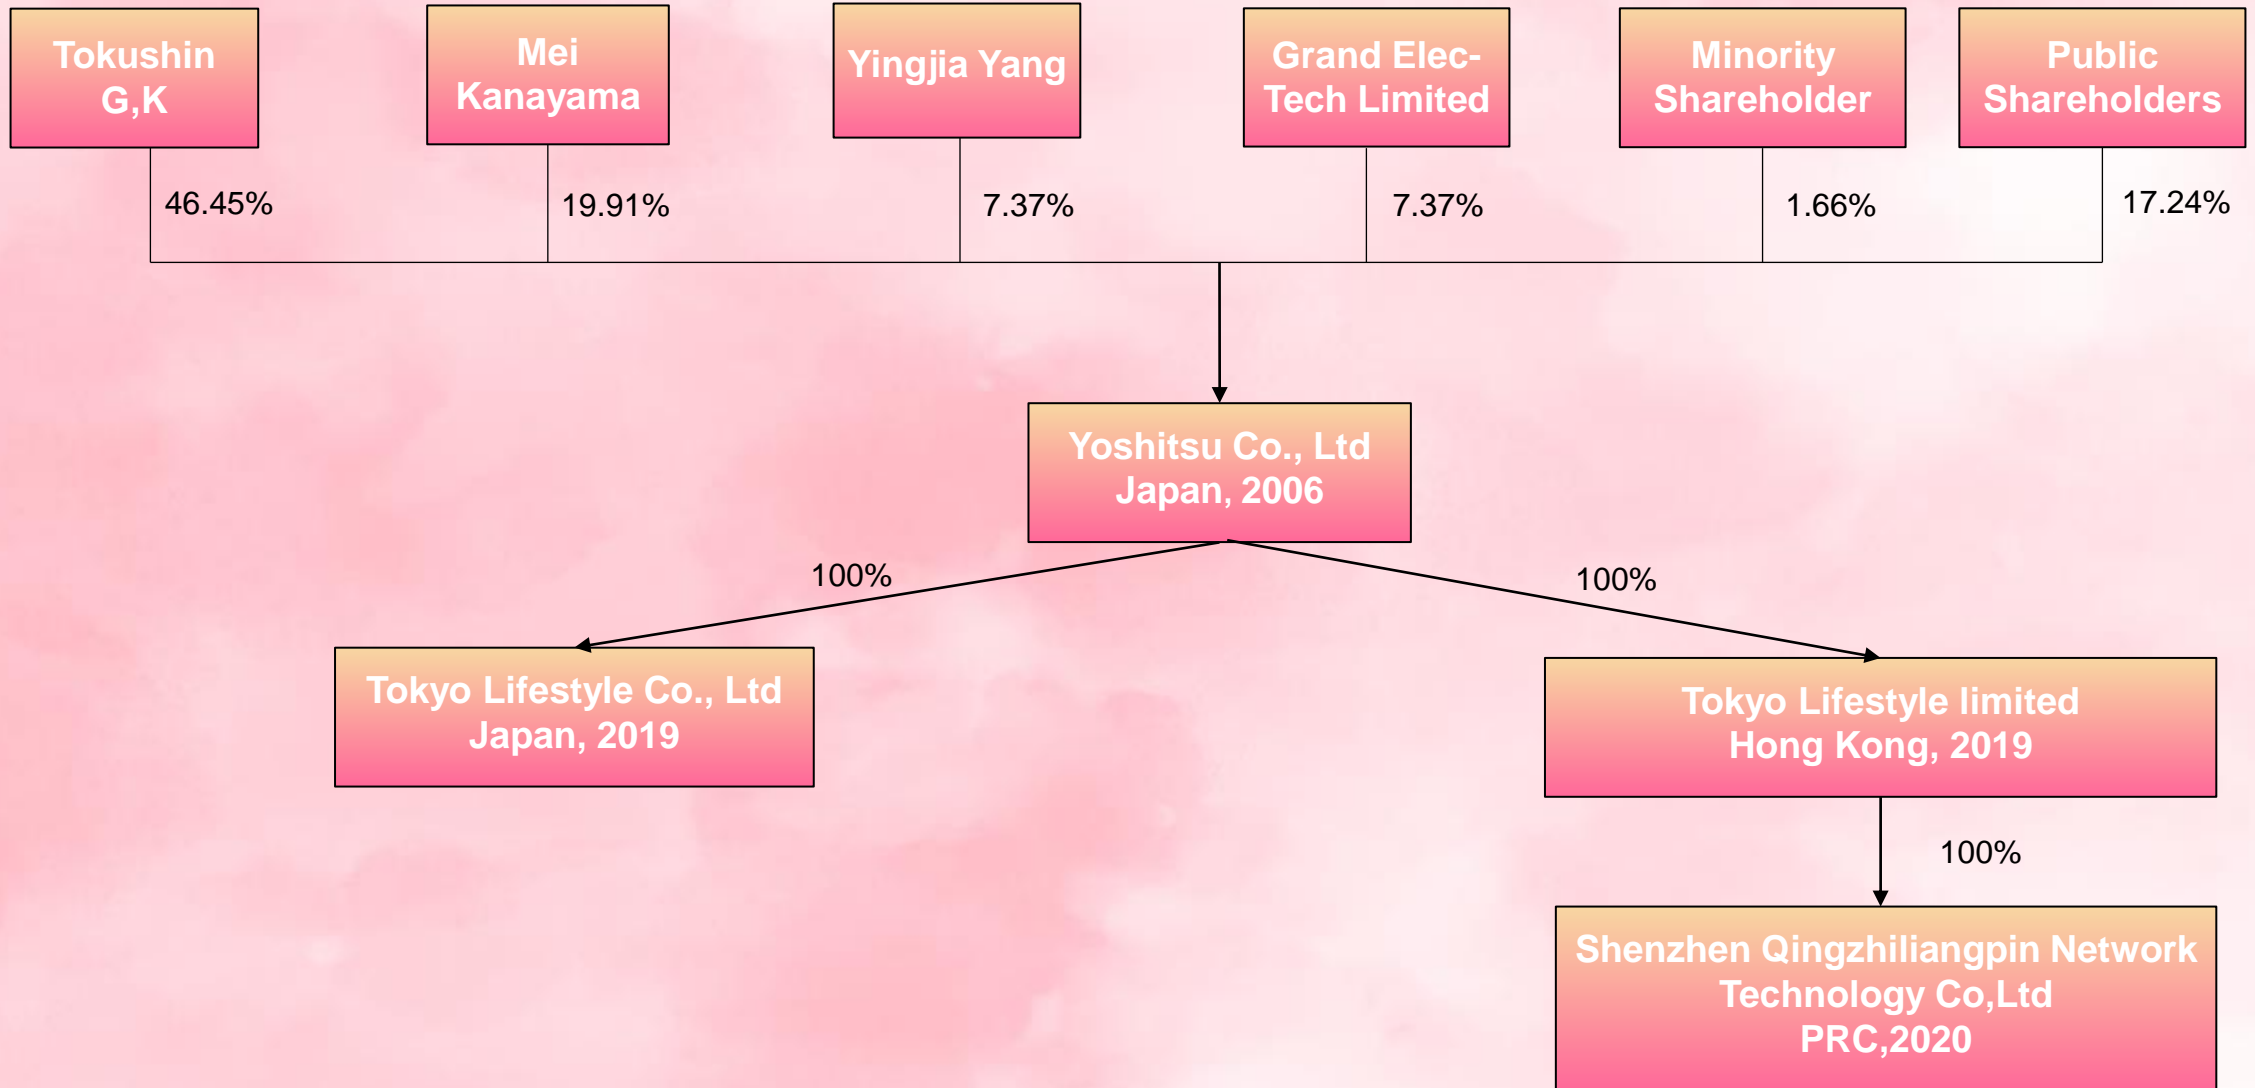 Tokushin
G,K
Mei
Kanayama
Yingjia Yang
Grand Elec-
Tech Limited
Minority
Shareholder
Public
Shareholders
46.45%
19.91%
7.37%
7.37%
1.66%
17.24%
Yoshitsu Co., Ltd
Japan, 2006
100%
100%
Tokyo Lifestyle Co., Ltd
Japan, 2019
Tokyo Lifestyle limited
Hong Kong, 2019
100%
Shenzhen Qingzhiliangpin Network
Technology Co,Ltd
PRC,2020